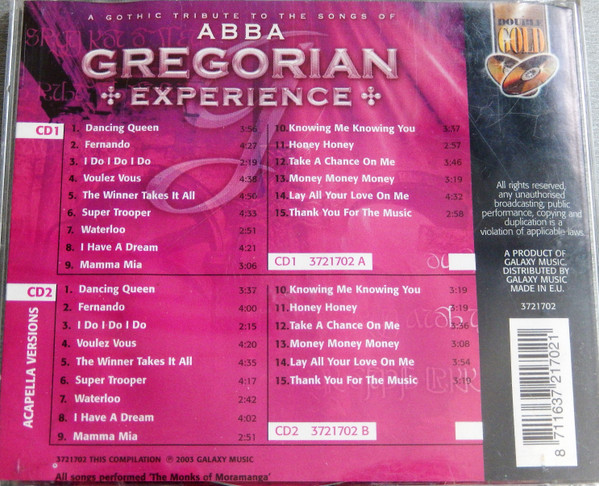 A GOTHIC TRIBUTE TO THE SONGS OF
ABBA
GREGORIAN
EXPERIENCE
DOUBLE
GOLD
CD1
1. Dancing Queen 3:56
2. Fernando 4:27
3. I Do I Do I Do 2:19
4. Voulez Vous 4:38
5. The Winner Takes It All 4:56
6. Super Trooper 4:33
7. Waterloo 2:51
8. I Have A Dream 4:21
9. Mamma Mia 3:06
10. Knowing Me Knowing You 3:37
11. Honey Honey 2:57
12. Take A Chance On Me 3:46
13. Money Money Money 3:19
14. Lay All Your Love On Me 4:32
15. Thank You For The Music 2:58
CD1 3721702 A
CD2
ACAPELLA VERSIONS
1. Dancing Queen 3:37
2. Fernando 4:00
3. I Do I Do I Do 2:15
4. Voulez Vous 4:20
5. The Winner Takes It All 4:35
6. Super Trooper 4:17
7. Waterloo 2:42
8. I Have A Dream 4:02
9. Mamma Mia 2:51
10. Knowing Me Knowing You 3:19
11. Honey Honey 3:19
12. Take A Chance On Me 3:36
13. Money Money Money 3:08
14. Lay All Your Love On Me 3:54
15. Thank You For The Music
CD2 3721702 B
3721702 THIS COMPILATION ℗ 2003 GALAXY MUSIC
All songs performed 'The Monks of Moramanga'
All rights reserved,
any unauthorised
broadcasting, public
performance, copying and
duplication is a
violation of applicable laws.
A PRODUCT OF
GALAXY MUSIC.
DISTRIBUTED BY
GALAXY MUSIC
MADE IN E.U.
3721702
8 711637 217021